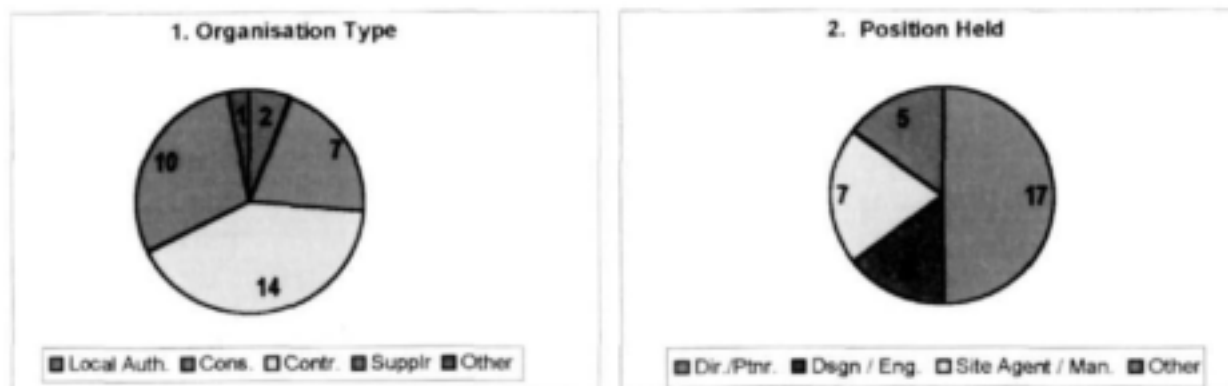 1. Organisation Type
1
2
7
10
14
Local Auth. Cons. Contr. Supplr Other
2. Position Held
5
7
17
Dir./Ptnr. Dsgn / Eng. Site Agent / Man. Other